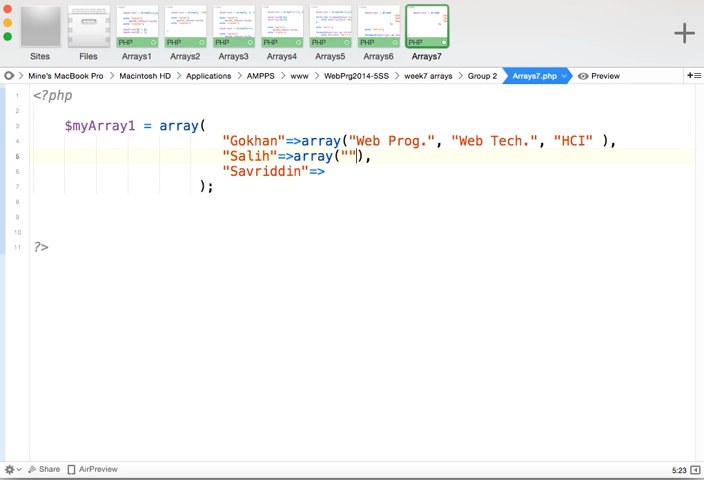 PHP PHP PHP PHP PHP PHP PHP
Sites Files Arrays1 Arrays2 Arrays3 Arrays4 Arrays5 Arrays6 Arrays7
Mine's MacBook Pro Macintosh HD Applications AMPPS www WebPrg2014-5SS week7 arrays Group 2 Arrays7.php Preview
1 <?php
2
3 $myArray1 = array(
4 "Gokhan"=>array("Web Prog.", "Web Tech.", "HCI" ),
5 "Salih"=>array(""),
6 "Savriddin"=>
7 );
8
9
10
11 ?>
Share AirPreview 5:23